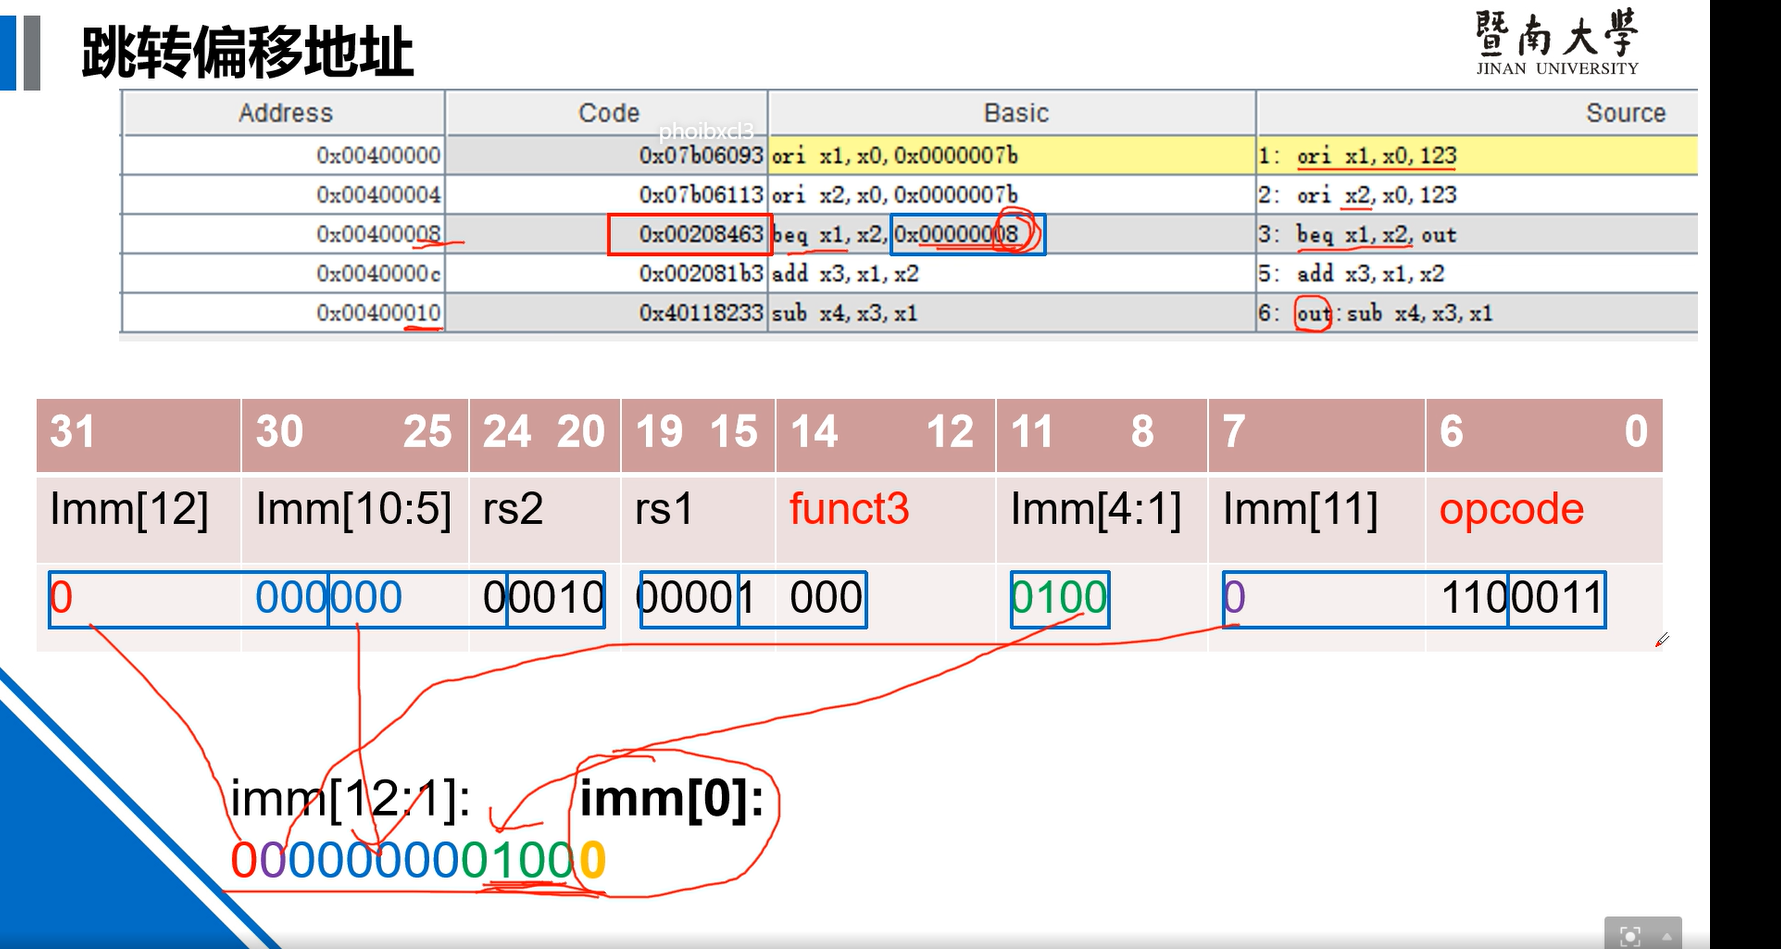 跳转偏移地址
暨南大學
JINAN UNIVERSITY
Address Code Basic Source
phoibxcl3
0x00400000 0x07b06093 ori x1,x0,0x0000007b 1: ori x1,x0,123
0x00400004 0x07b06113 ori x2,x0,0x0000007b 2: ori x2,x0,123
0x00400008 0x00208463 beq x1,x2,0x00000008 3: beq x1,x2,out
0x0040000c 0x002081b3 add x3,x1,x2 5: add x3,x1,x2
0x00400010 0x40118233 sub x4,x3,x1 6: out:sub x4,x3,x1
31 30 25 24 20 19 15 14 12 11 8 7 6 0
Imm[12] Imm[10:5] rs2 rs1 funct3 Imm[4:1] Imm[11] opcode
0 000000 00010 00001 000 0100 0 1100011
imm[12:1]: imm[0]:
0000000001000